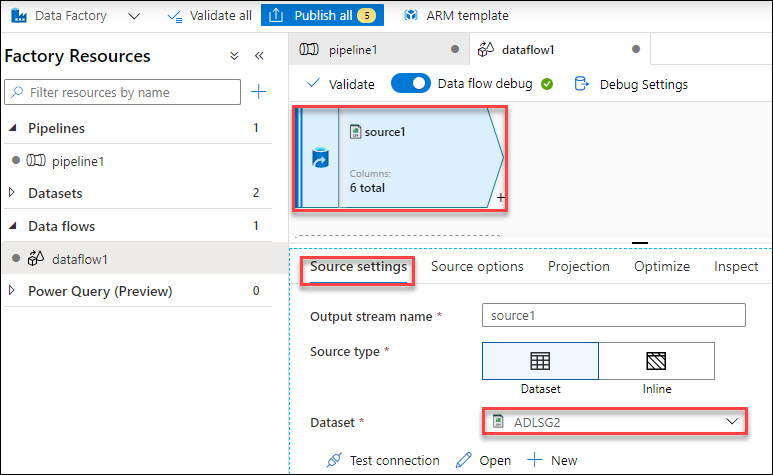 Data Factory Validate all Publish all 5 ARM template
Factory Resources
Filter resources by name
Pipelines 1
pipeline1
Datasets 2
Data flows 1
dataflow1
Power Query (Preview) 0
pipeline1 dataflow1
Validate Data flow debug Debug Settings
source1
Columns:
6 total
+
Source settings Source options Projection Optimize Inspect
Output stream name * source1
Source type *
Dataset Inline
Dataset * ADLSG2
Test connection Open New